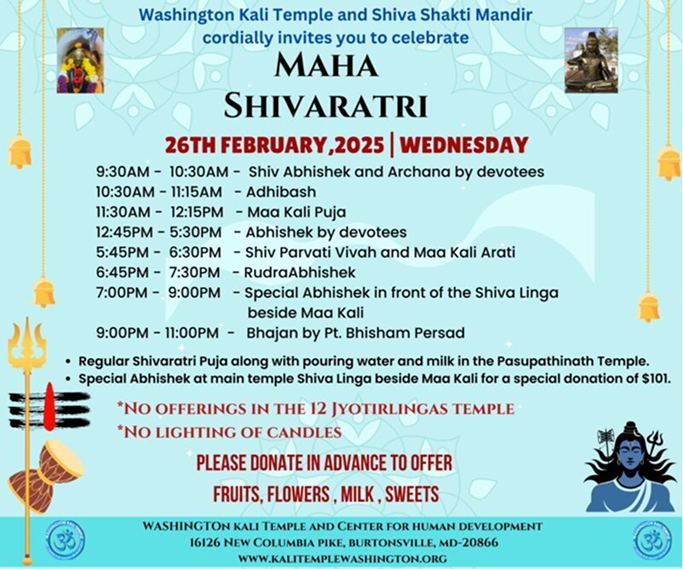 Washington Kali Temple and Shiva Shakti Mandir
cordially invites you to celebrate
MAHA
SHIVARATRI
26TH FEBRUARY,2025 | WEDNESDAY
9:30AM - 10:30AM - Shiv Abhishek and Archana by devotees
10:30AM - 11:15AM - Adhibash
11:30AM - 12:15PM - Maa Kali Puja
12:45PM - 5:30PM - Abhishek by devotees
5:45PM - 6:30PM - Shiv Parvati Vivah and Maa Kali Arati
6:45PM - 7:30PM - RudraAbhishek
7:00PM - 9:00PM - Special Abhishek in front of the Shiva Linga
beside Maa Kali
9:00PM - 11:00PM - Bhajan by Pt. Bhisham Persad
• Regular Shivaratri Puja along with pouring water and milk in the Pasupathinath Temple.
• Special Abhishek at main temple Shiva Linga beside Maa Kali for a special donation of $101.
*NO OFFERINGS IN THE 12 JYOTIRLINGAS TEMPLE
*NO LIGHTING OF CANDLES
PLEASE DONATE IN ADVANCE TO OFFER
FRUITS, FLOWERS , MILK , SWEETS
WASHINGTON KALI TEMPLE AND CENTER FOR HUMAN DEVELOPMENT
16126 NEW COLUMBIA PIKE, BURTONSVILLE, MD-20866
WWW.KALITEMPLEWASHINGTON.ORG